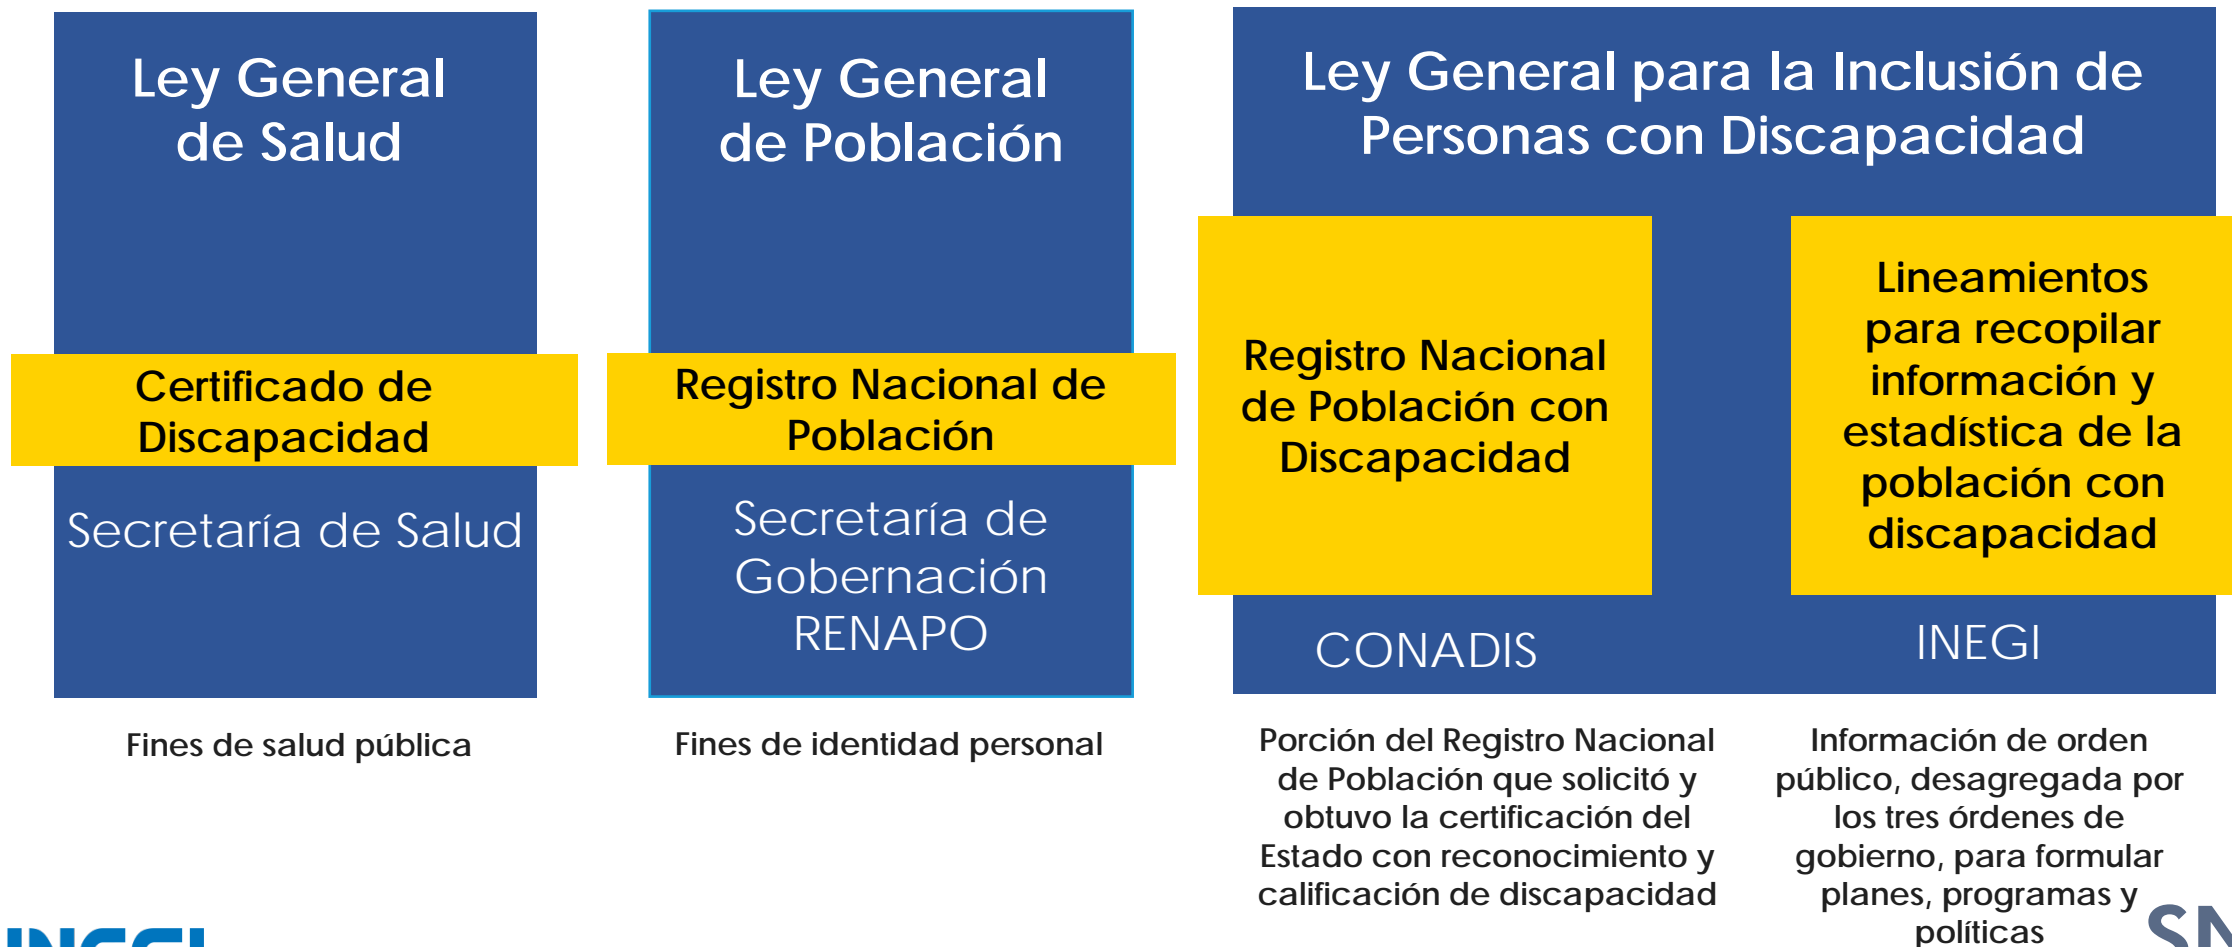 Ley General
de Salud
Certificado de
Discapacidad
Secretaría de Salud
Fines de salud pública
Ley General
de Población
Registro Nacional de
Población
Secretaría de
Gobernación
RENAPO
Fines de identidad personal
Ley General para la Inclusión de
Personas con Discapacidad
Registro Nacional
de Población con
Discapacidad
CONADIS
Porción del Registro Nacional
de Población que solicitó y
obtuvo la certificación del
Estado con reconocimiento y
calificación de discapacidad
Lineamientos
para recopilar
información y
estadística de la
población con
discapacidad
INEGI
Información de orden
público, desagregada por
los tres órdenes de
gobierno, para formular
planes, programas y
políticas
INEGI
SN